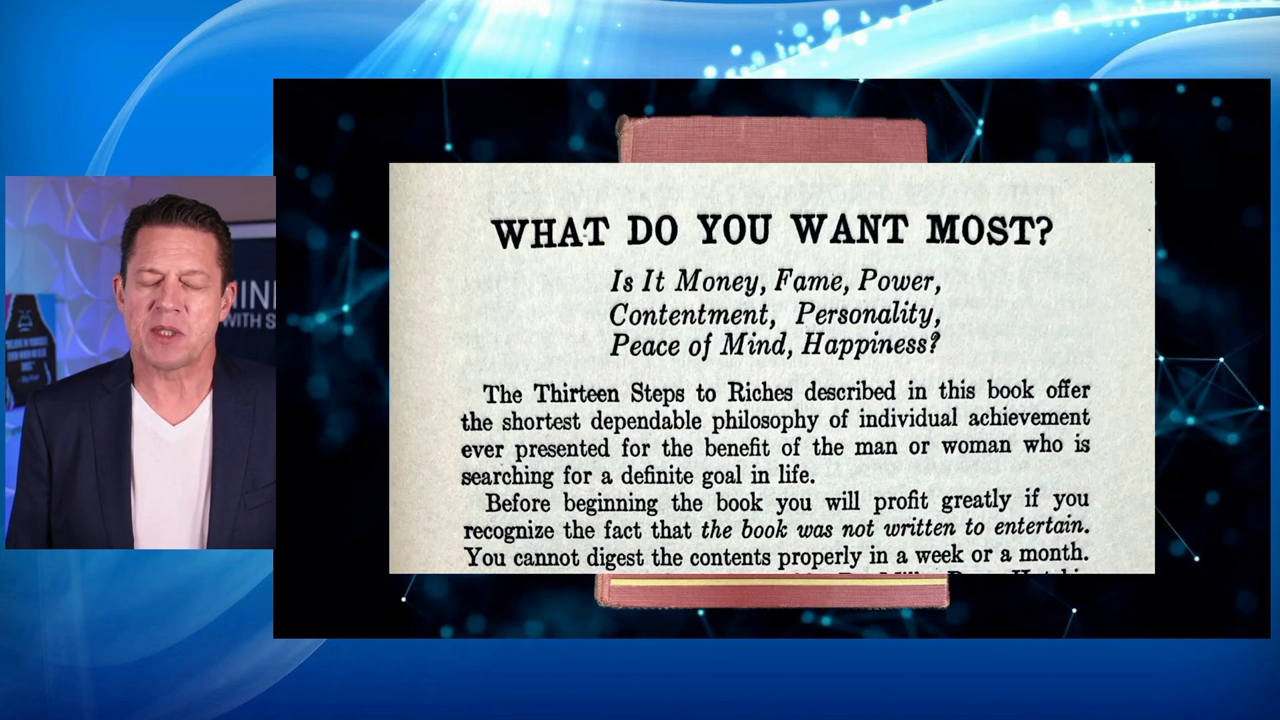 WHAT DO YOU WANT MOST?
Is It Money, Fame, Power,
Contentment, Personality,
Peace of Mind, Happiness?
The Thirteen Steps to Riches described in this book offer
the shortest dependable philosophy of individual achievement
ever presented for the benefit of the man or woman who is
searching for a definite goal in life.
Before beginning the book you will profit greatly if you
recognize the fact that the book was not written to entertain.
You cannot digest the contents properly in a week or a month.
WITH S